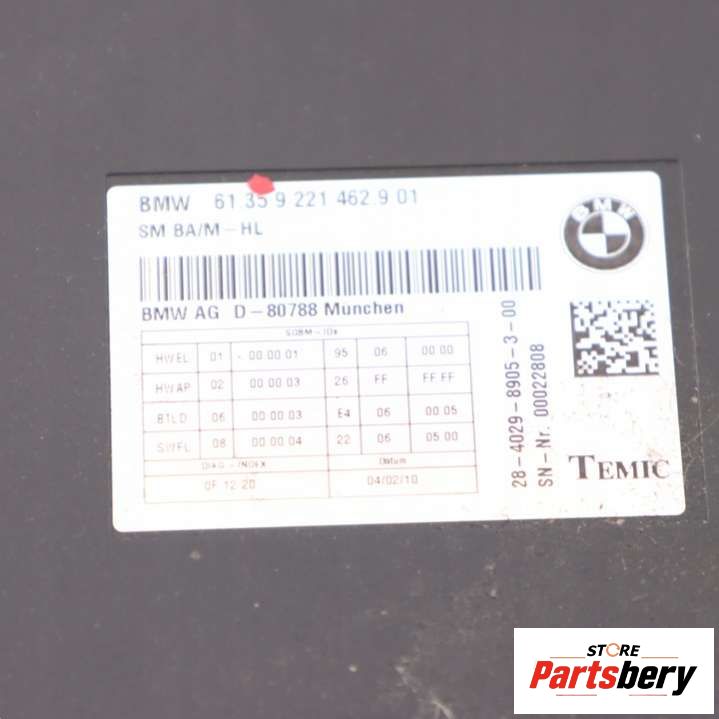 BMW 61.35 9 221 462.9 01
SM BA/M-HL
BMW
BMW AG D-80788 Munchen
SGBM-IDs
HWEL 01 00 00 01 95 06 00 00
HWAP 02 00 00 03 26 FF FF FF
BTLD 06 00 00 03 E4 06 00 05
SWFL 08 00 00 04 22 06 05 00
DIAG-INDEX Datum
0F 12 20 04/02/10
28-4029-8905-3-00
SN-Nr. 00022808
TEMIC
STORE
Partsbery